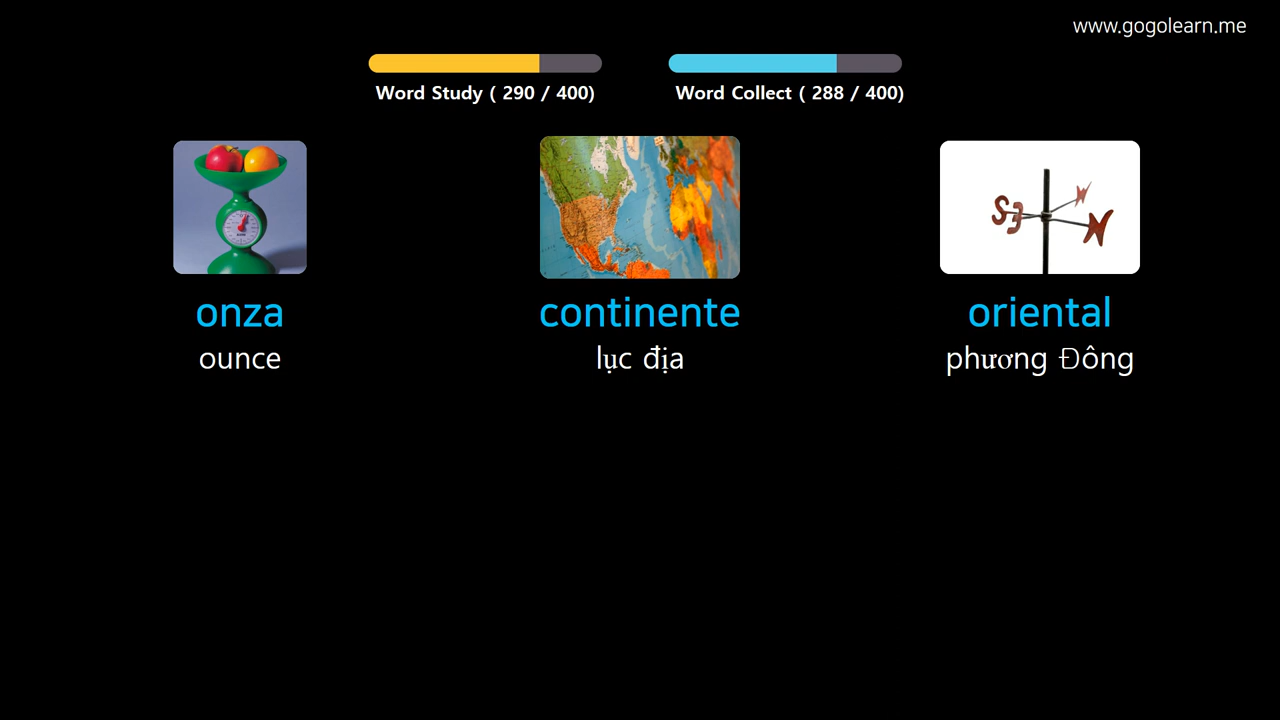 www.gogolearn.me
Word Study ( 290 / 400)
Word Collect ( 288 / 400)
onza
continente
oriental
ounce
lục địa
phương Đông